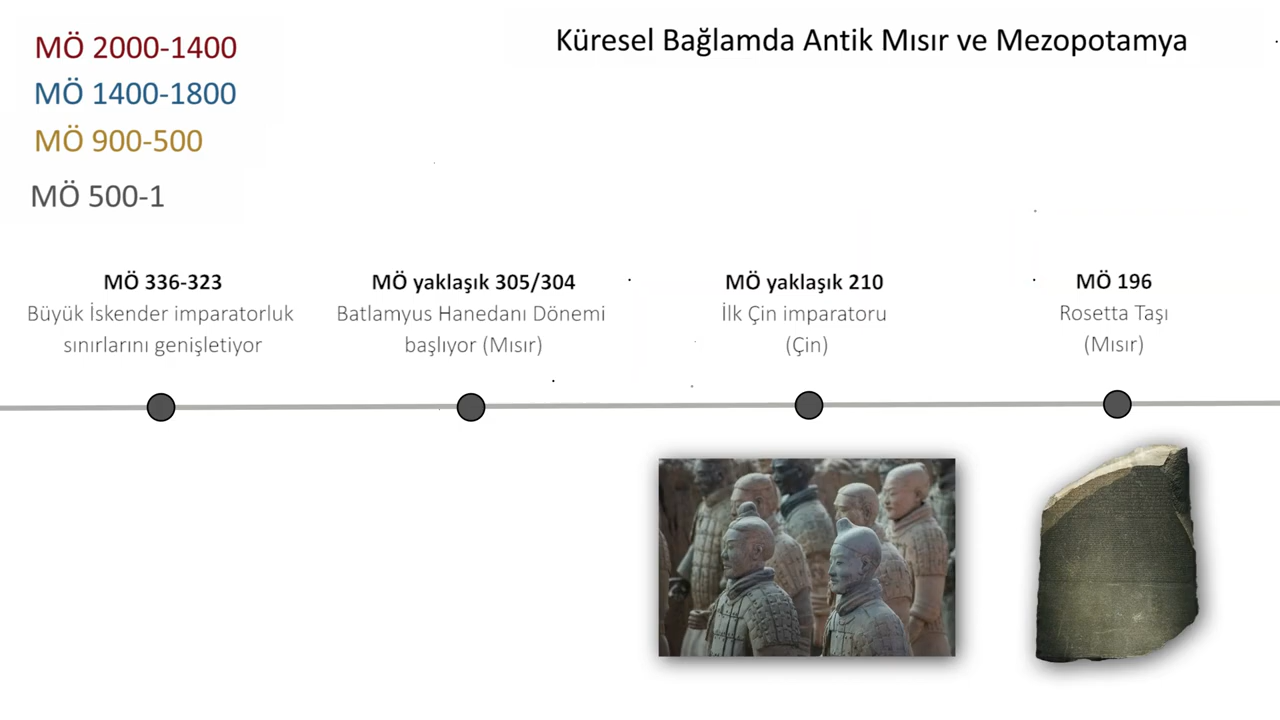 Küresel Bağlamda Antik Mısır ve Mezopotamya
MÖ 2000-1400
MÖ 1400-1800
MÖ 900-500
MÖ 500-1
MÖ 336-323
Büyük İskender imparatorluk
sınırlarını genişletiyor
MÖ yaklaşık 305/304
Batlamyus Hanedanı Dönemi
başlıyor (Mısır)
MÖ yaklaşık 210
İlk Çin imparatoru
(Çin)
MÖ 196
Rosetta Taşı
(Mısır)